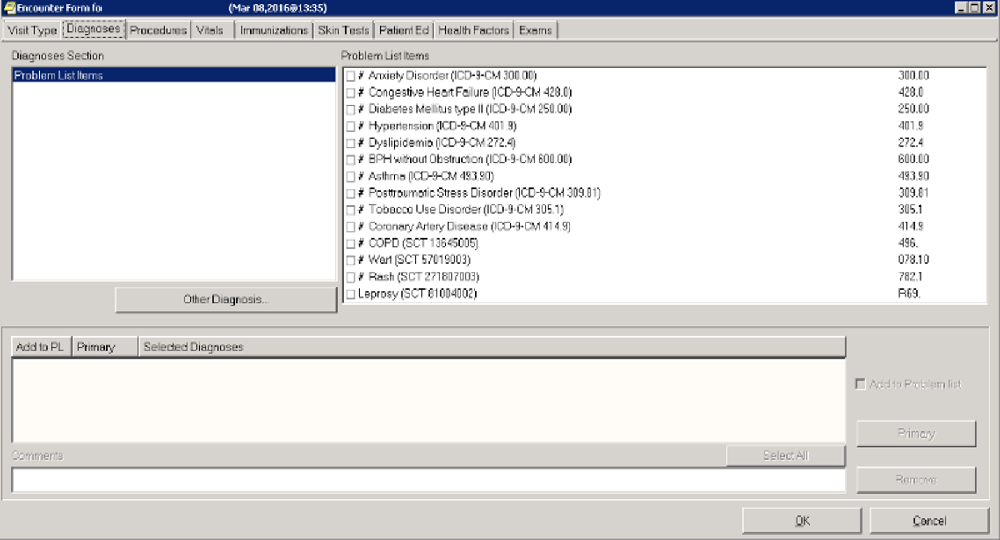 Encounter Form for (Mar 08,2016@13:35)
Visit Type Diagnoses Procedures Vitals Immunizations Skin Tests Patient Ed Health Factors Exams
Diagnoses Section
Problem List Items
Other Diagnosis...
Problem List Items
# Anxiety Disorder (ICD-9-CM 300.00) 300.00
# Congestive Heart Failure (ICD-9-CM 428.0) 428.0
# Diabetes Mellitus type II (ICD-9-CM 250.00) 250.00
# Hypertension (ICD-9-CM 401.9) 401.9
# Dyslipidemia (ICD-9-CM 272.4) 272.4
# BPH without Obstruction (ICD-9-CM 600.00) 600.00
# Asthma (ICD-9-CM 493.90) 493.90
# Posttraumatic Stress Disorder (ICD-9-CM 309.81) 309.81
# Tobacco Use Disorder (ICD-9-CM 305.1) 305.1
# Coronary Artery Disease (ICD-9-CM 414.9) 414.9
# COPD (SCT 13645005) 496.
# Wart (SCT 57019003) 078.10
# Rash (SCT 271807003) 782.1
Leprosy (SCT 81004002) R69.
Add to PL Primary Selected Diagnoses
Add to Problem list
Primary
Comments
Select All
Remove
OK Cancel